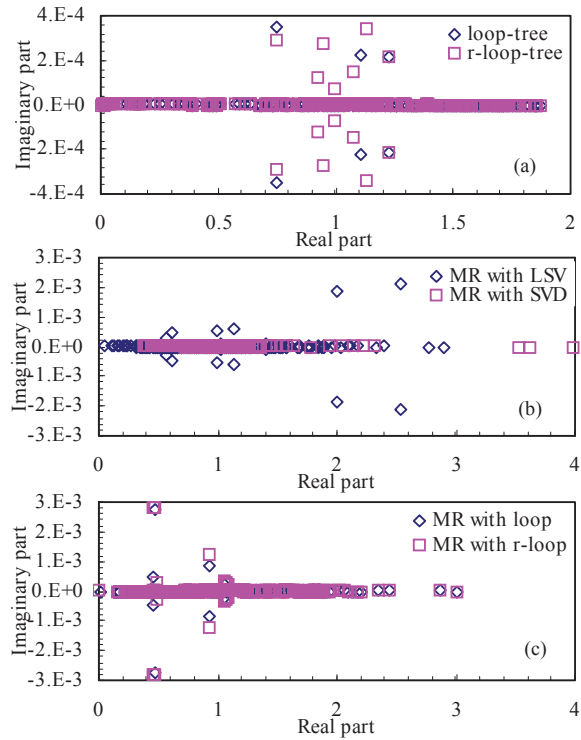 4.E-4
2.E-4
0.E+0
-2.E-4
-4.E-4
Imaginary part
loop-tree
r-loop-tree
(a)
0
0.5
1
1.5
2
Real part
3.E-3
2.E-3
1.E-3
0.E+0
-1.E-3
-2.E-3
-3.E-3
Imaginary part
MR with LSV
MR with SVD
(b)
0
1
2
3
4
Real part
3.E-3
2.E-3
1.E-3
0.E+0
-1.E-3
-2.E-3
-3.E-3
Imaginary part
MR with loop
MR with r-loop
(c)
0
1
2
3
4
Real part